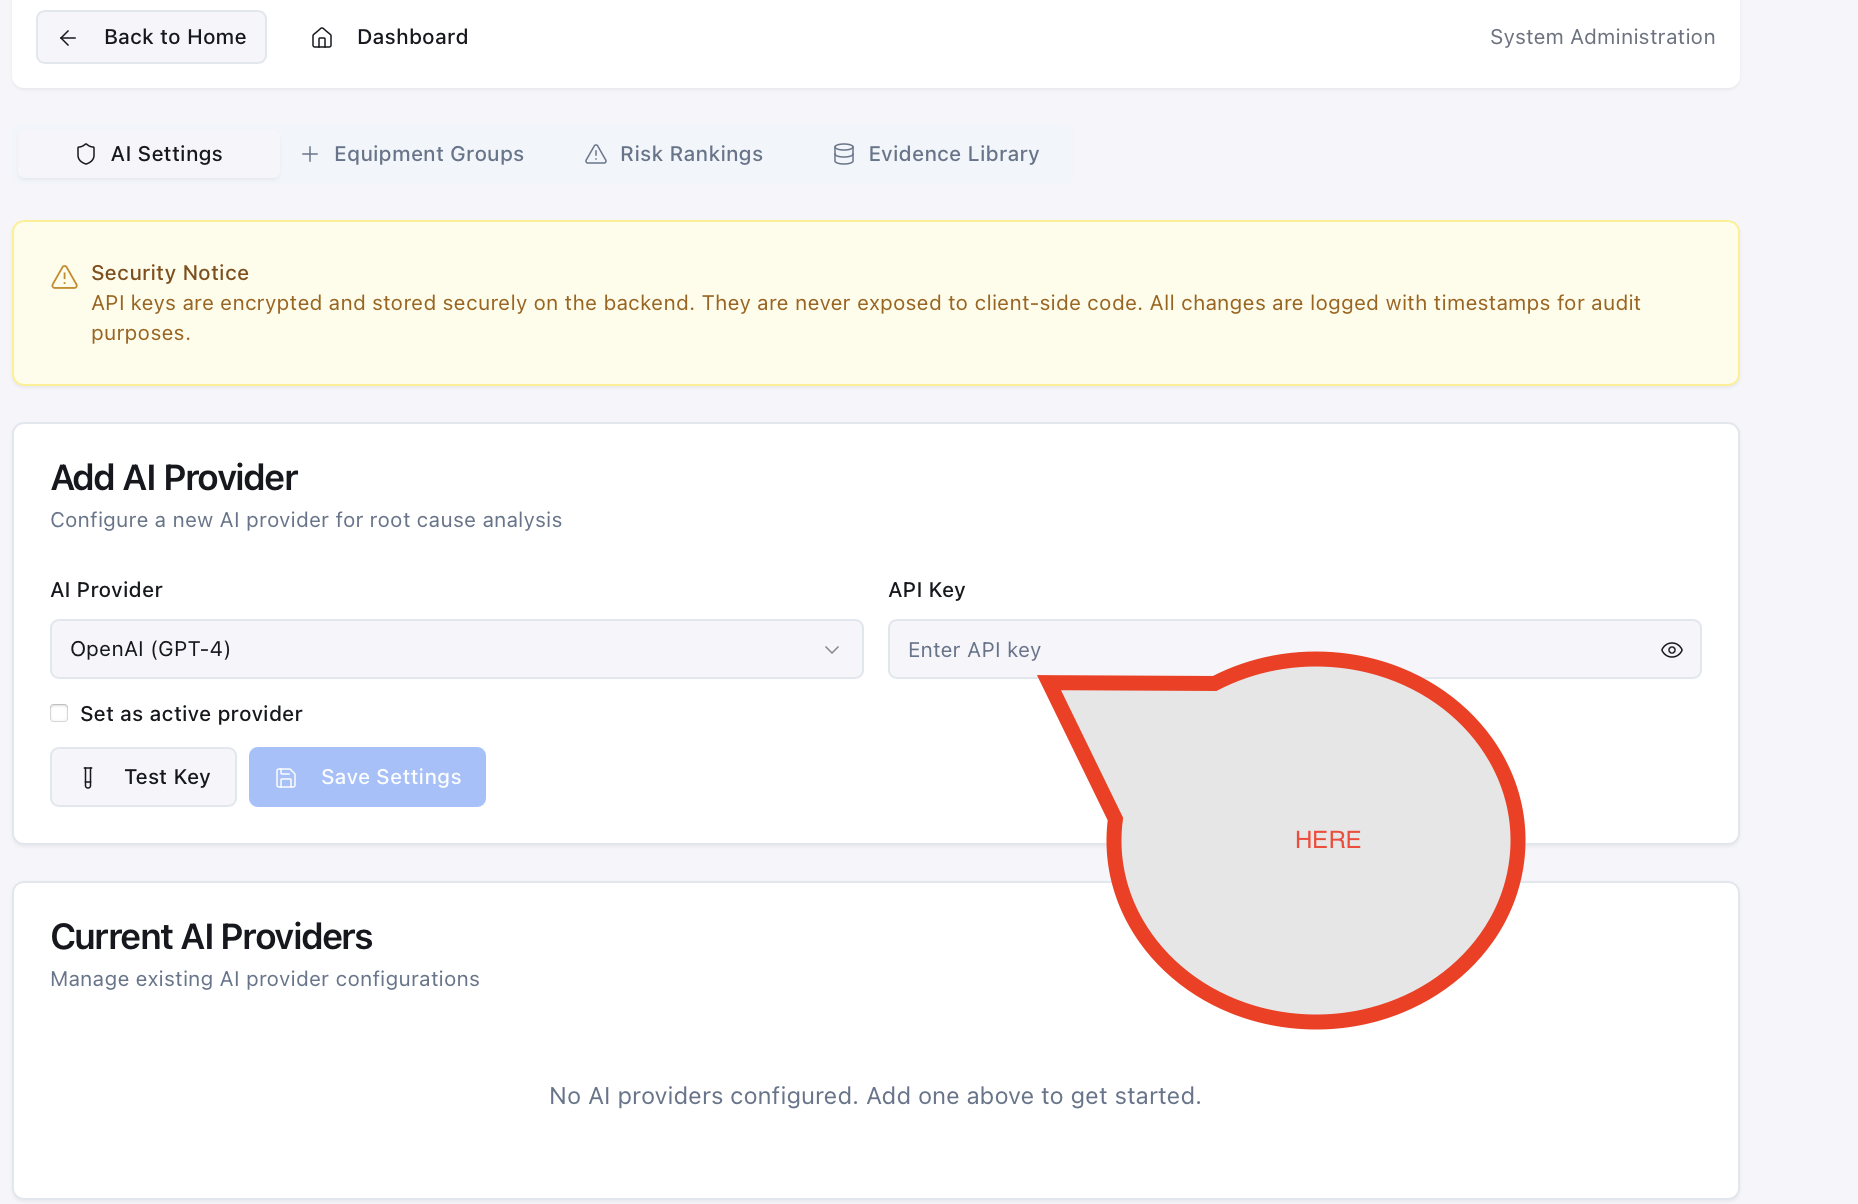 Back to Home
Dashboard
System Administration
AI Settings
Equipment Groups
Risk Rankings
Evidence Library
Security Notice
API keys are encrypted and stored securely on the backend. They are never exposed to client-side code. All changes are logged with timestamps for audit
purposes.
Add AI Provider
Configure a new AI provider for root cause analysis
AI Provider
API Key
OpenAI (GPT-4)
Enter API key
Set as active provider
Test Key
Save Settings
HERE
Current AI Providers
Manage existing AI provider configurations
No AI providers configured. Add one above to get started.